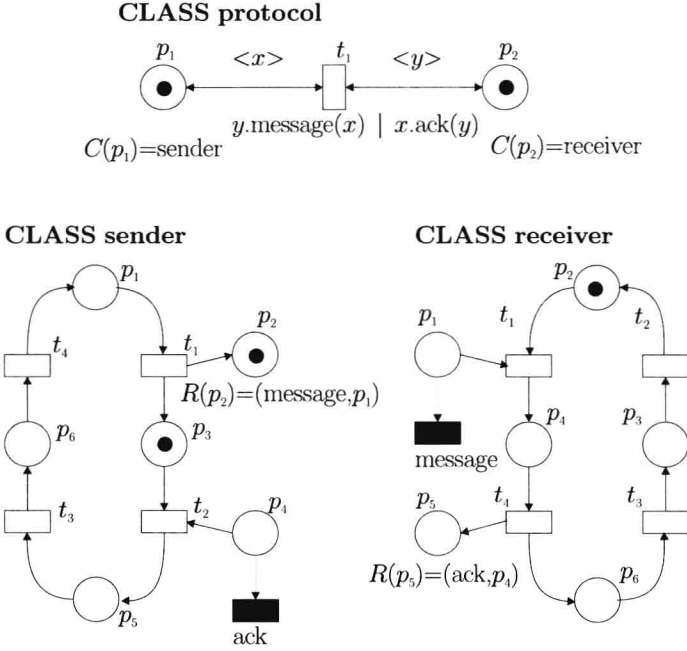 CLASS protocol
p₁ <x> t₁ <y> p₂
y.message(x) | x.ack(y)
C(p₁)=sender
C(p₂)=receiver
CLASS sender
p₁
p₂
t₄
t₁
R(p₂)=(message,p₁)
p₆
p₃
t₃
t₂
p₄
p₅
ack
CLASS receiver
p₂
p₁
t₁
t₂
p₄
p₃
message
p₅
t₄
t₃
R(p₅)=(ack,p₄)
p₆